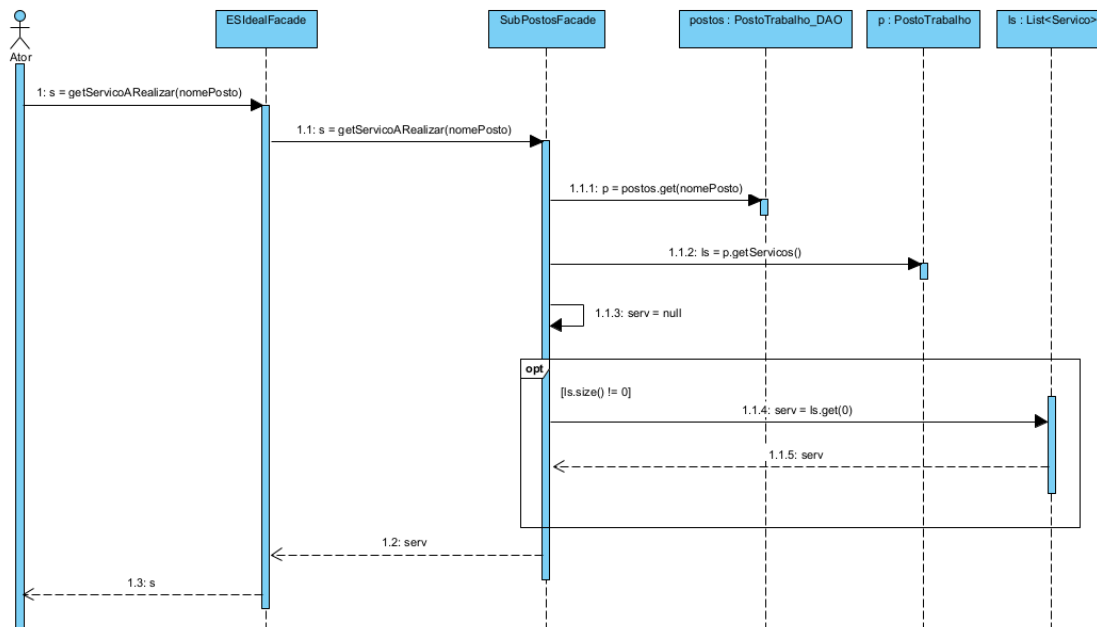 ESIdealFacade
SubPostosFacade
postos : PostoTrabalho_DAO
p : PostoTrabalho
ls : List<Servico>
Ator
1: s = getServicoARealizar(nomePosto)
1.1: s = getServicoARealizar(nomePosto)
1.1.1: p = postos.get(nomePosto)
1.1.2: ls = p.getServicos()
1.1.3: serv = null
opt
[ls.size() != 0]
1.1.4: serv = ls.get(0)
1.1.5: serv
1.2: serv
1.3: s